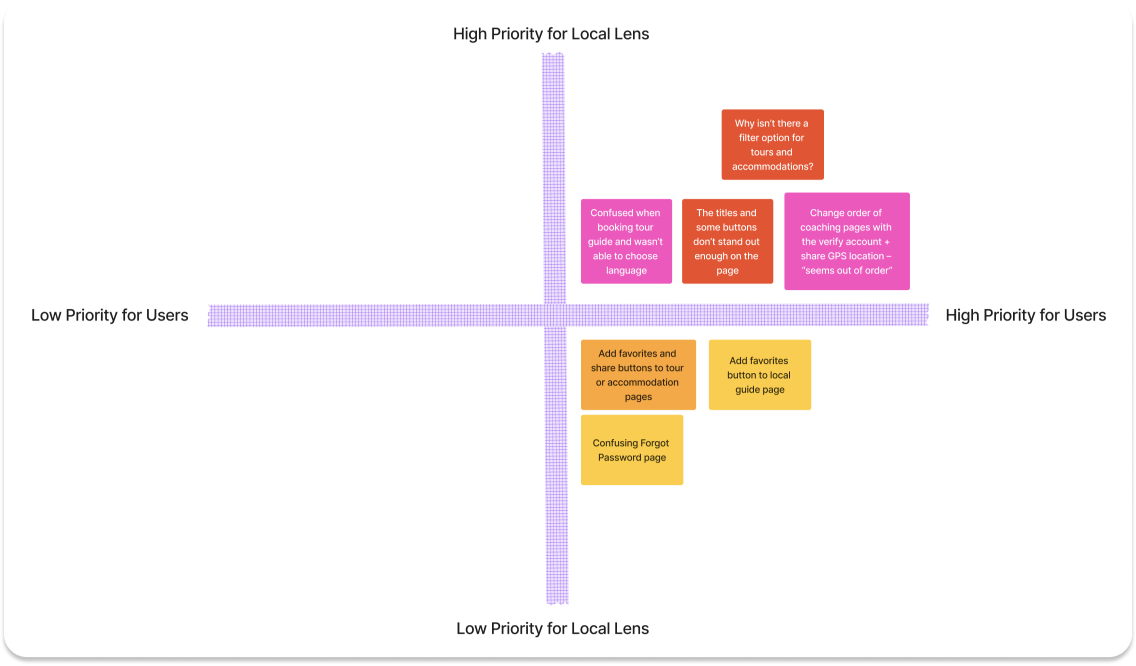 High Priority for Local Lens
Why isn't there a
filter option for
tours and
accommodations?
Confused when
booking tour
guide and wasn't
able to choose
language
The titles and
some buttons
don't stand out
enough on the
page
Change order of
coaching pages with
the verify account +
share GPS location –
"seems out of order"
Low Priority for Users
High Priority for Users
Add favorites and
share buttons to tour
or accommodation
pages
Add favorites
button to local
guide page
Confusing Forgot
Password page
Low Priority for Local Lens